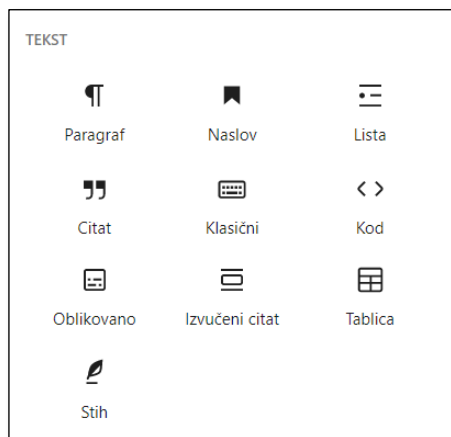 TEKST
Paragraf Naslov Lista
Citat Klasični Kod
Oblikovano Izvučeni citat Tablica
Stih